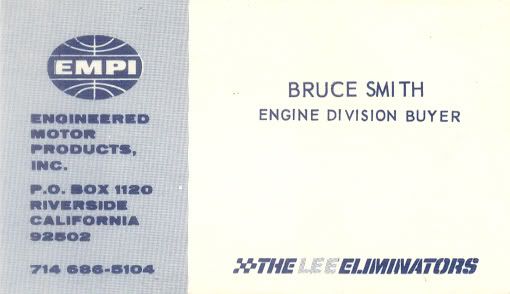 EMPI
ENGINEERED
MOTOR
PRODUCTS,
INC.
P.O. BOX 1120
RIVERSIDE
CALIFORNIA
92502
714 686-5104
BRUCE SMITH
ENGINE DIVISION BUYER
THE LEE ELIMINATORS